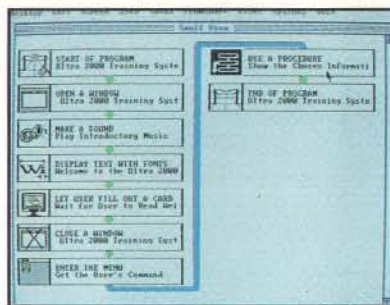 Small View
START OF PROGRAM
Ultra 2000 Training Syste
OPEN A WINDOW
Ultra 2000 Training Syst
MAKE A SOUND
Play Introductory Music
DISPLAY TEXT WITH FONTS
Welcome to the Ultra 2000
LET USER FILL OUT A CARD
Wait for User to Read
CLOSE A WINDOW
Ultra 2000 Training Syst
ENTER THE MENU
Get the User's Command
USE A PROCEDURE
Show the Chosen Informati
END OF PROGRAM
Ultra 2000 Training Syste